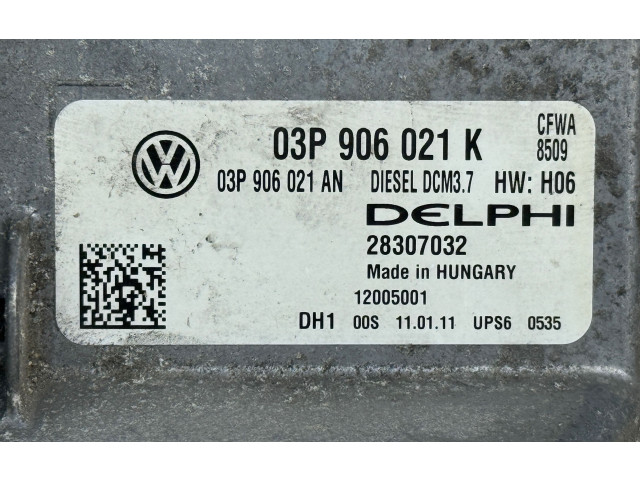 03P 906 021 K CFWA
8509
03P 906 021 AN DIESEL DCM3.7 HW: H06
DELPHI
28307032
Made in HUNGARY
12005001
DH1 00S 11.01.11 UPS6 0535